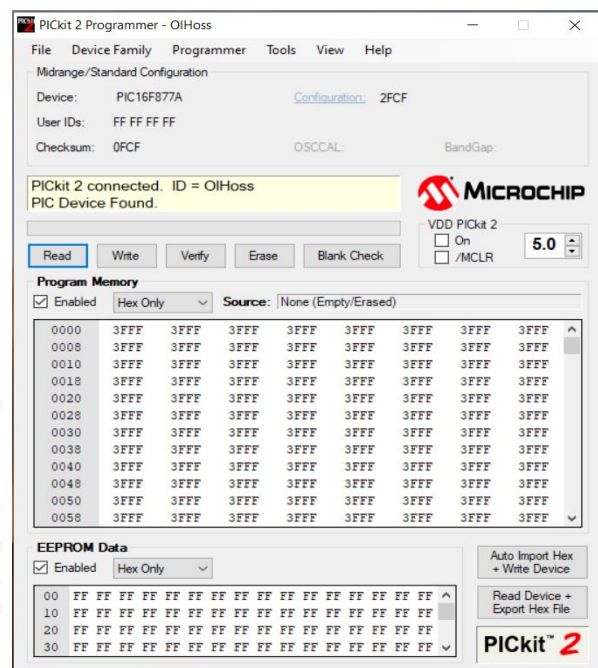 PICkit 2 Programmer - OIHoss
File Device Family Programmer Tools View Help
Midrange/Standard Configuration
Device: PIC16F877A Configuration: 2FCF
User IDs: FF FF FF FF
Checksum: 0FCF OSCCAL: BandGap:
PICkit 2 connected. ID = OIHoss
PIC Device Found.
MICROCHIP
VDD PICkit 2
On
/MCLR
5.0
Read Write Verify Erase Blank Check
Program Memory
Enabled Hex Only Source: None (Empty/Erased)
0000 3FFF 3FFF 3FFF 3FFF 3FFF 3FFF 3FFF 3FFF
0008 3FFF 3FFF 3FFF 3FFF 3FFF 3FFF 3FFF 3FFF
0010 3FFF 3FFF 3FFF 3FFF 3FFF 3FFF 3FFF 3FFF
0018 3FFF 3FFF 3FFF 3FFF 3FFF 3FFF 3FFF 3FFF
0020 3FFF 3FFF 3FFF 3FFF 3FFF 3FFF 3FFF 3FFF
0028 3FFF 3FFF 3FFF 3FFF 3FFF 3FFF 3FFF 3FFF
0030 3FFF 3FFF 3FFF 3FFF 3FFF 3FFF 3FFF 3FFF
0038 3FFF 3FFF 3FFF 3FFF 3FFF 3FFF 3FFF 3FFF
0040 3FFF 3FFF 3FFF 3FFF 3FFF 3FFF 3FFF 3FFF
0048 3FFF 3FFF 3FFF 3FFF 3FFF 3FFF 3FFF 3FFF
0050 3FFF 3FFF 3FFF 3FFF 3FFF 3FFF 3FFF 3FFF
0058 3FFF 3FFF 3FFF 3FFF 3FFF 3FFF 3FFF 3FFF
EEPROM Data
Enabled Hex Only
00 FF FF FF FF FF FF FF FF FF FF FF FF FF FF FF FF
10 FF FF FF FF FF FF FF FF FF FF FF FF FF FF FF FF
20 FF FF FF FF FF FF FF FF FF FF FF FF FF FF FF FF
30 FF FF FF FF FF FF FF FF FF FF FF FF FF FF FF FF
Auto Import Hex
+ Write Device
Read Device +
Export Hex File
PICkit™ 2